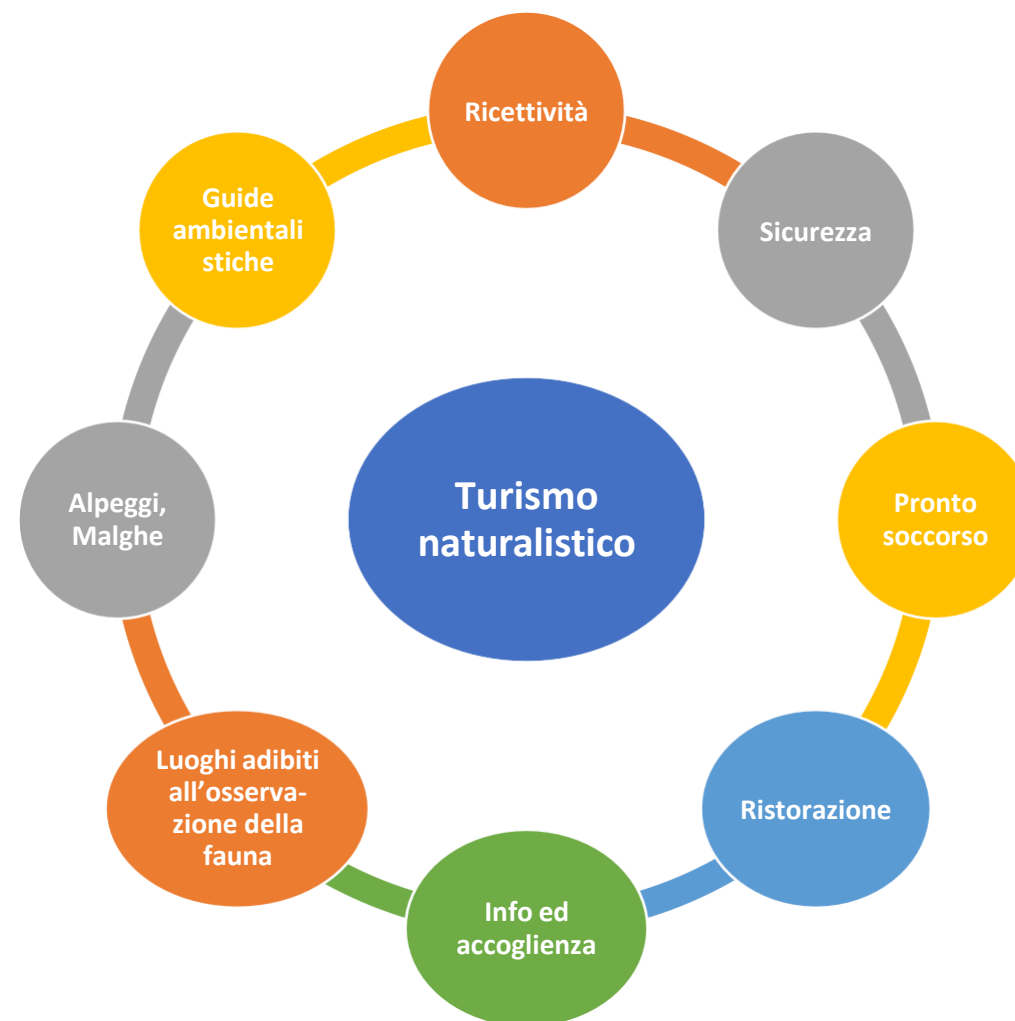 Ricettività
Sicurezza
Pronto
soccorso
Ristorazione
Info ed
accoglienza
Luoghi adibiti
all’osserva-
zione della
fauna
Alpeggi,
Malghe
Guide
ambientali
stiche
Turismo
naturalistico